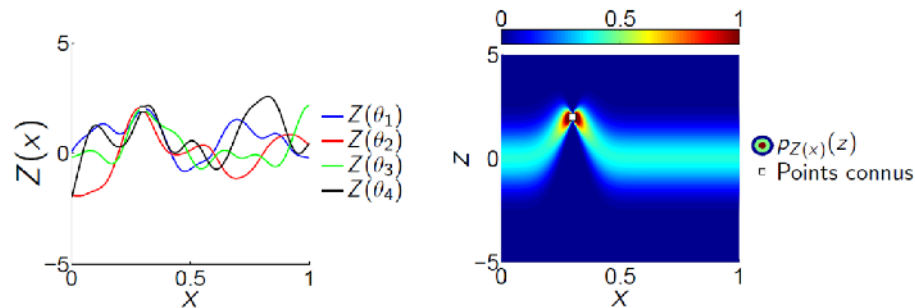 5
0
−5
Z(x)
0
0.5
1
x
Z(θ₁)
Z(θ₂)
Z(θ₃)
Z(θ₄)
0
0.5
1
5
0
−5
z
0
0.5
1
x
p_{Z(x)}(z)
Points connus